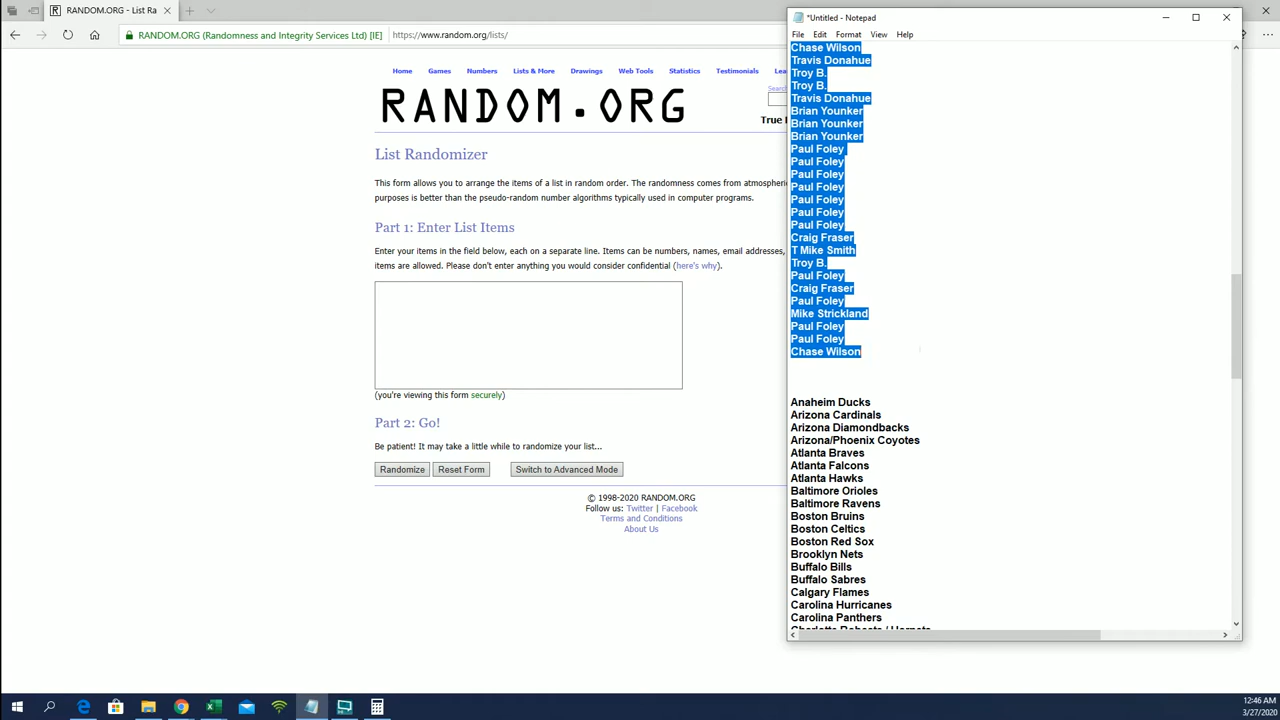 RANDOM.ORG - List Ra
RANDOM.ORG (Randomness and Integrity Services Ltd) [IE]
https://www.random.org/lists/
Home Games Numbers Lists & More Drawings Web Tools Statistics Testimonials Lea
Search
RANDOM.ORG
True
List Randomizer
This form allows you to arrange the items of a list in random order. The randomness comes from atmospheric
purposes is better than the pseudo-random number algorithms typically used in computer programs.
Part 1: Enter List Items
Enter your items in the field below, each on a separate line. Items can be numbers, names, email addresses,
items are allowed. Please don't enter anything you would consider confidential (here's why).
(you're viewing this form securely)
Part 2: Go!
Be patient! It may take a little while to randomize your list...
Randomize Reset Form Switch to Advanced Mode
© 1998-2020 RANDOM.ORG
Follow us: Twitter | Facebook
Terms and Conditions
About Us
*Untitled - Notepad
File Edit Format View Help
Chase Wilson
Travis Donahue
Troy B.
Troy B.
Travis Donahue
Brian Younker
Brian Younker
Brian Younker
Paul Foley
Paul Foley
Paul Foley
Paul Foley
Paul Foley
Paul Foley
Paul Foley
Craig Fraser
T Mike Smith
Troy B.
Paul Foley
Craig Fraser
Paul Foley
Mike Strickland
Paul Foley
Paul Foley
Chase Wilson
Anaheim Ducks
Arizona Cardinals
Arizona Diamondbacks
Arizona/Phoenix Coyotes
Atlanta Braves
Atlanta Falcons
Atlanta Hawks
Baltimore Orioles
Baltimore Ravens
Boston Bruins
Boston Celtics
Boston Red Sox
Brooklyn Nets
Buffalo Bills
Buffalo Sabres
Calgary Flames
Carolina Hurricanes
Carolina Panthers
Charlotte Bobcats / Hornets
12:46 AM
3/27/2020